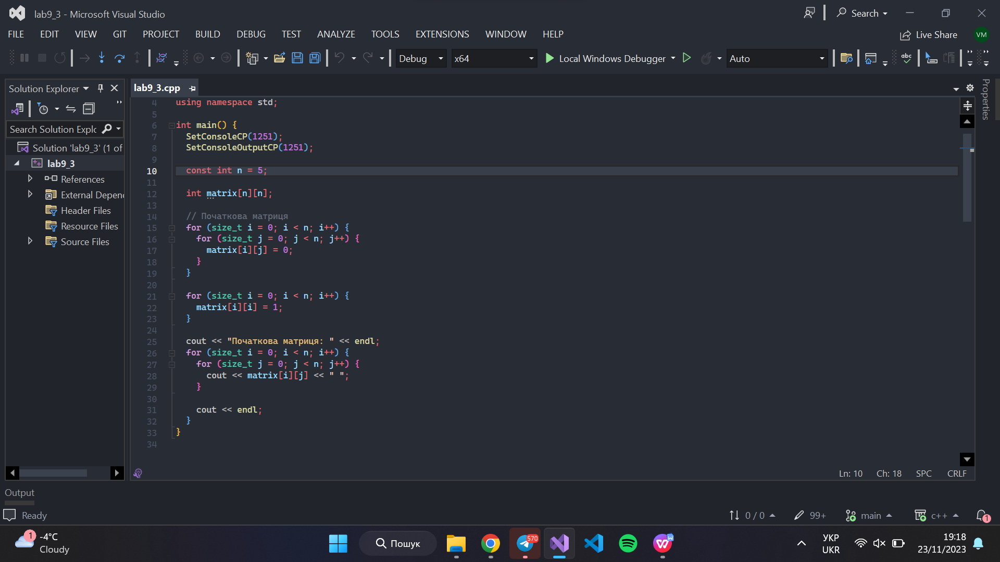 lab9_3 - Microsoft Visual Studio
Search
FILE EDIT VIEW GIT PROJECT BUILD DEBUG TEST ANALYZE TOOLS EXTENSIONS WINDOW HELP
Live Share
VM
Debug x64 Local Windows Debugger Auto
abc
Solution Explorer
lab9_3.cpp
Properties
Search Solution Explc
Solution 'lab9_3' (1 of
lab9_3
References
External Depen
Header Files
Resource Files
Source Files
4 using namespace std;
5
6 int main() {
7 SetConsoleCP(1251);
8 SetConsoleOutputCP(1251);
9
10 const int n = 5;
11
12 int matrix[n][n];
13
14 // Початкова матриця
15 for (size_t i = 0; i < n; i++) {
16 for (size_t j = 0; j < n; j++) {
17 matrix[i][j] = 0;
18 }
19 }
20
21 for (size_t i = 0; i < n; i++) {
22 matrix[i][i] = 1;
23 }
24
25 cout << "Початкова матриця: " << endl;
26 for (size_t i = 0; i < n; i++) {
27 for (size_t j = 0; j < n; j++) {
28 cout << matrix[i][j] << " ";
29 }
30
31 cout << endl;
32 }
33 }
34
Ln: 10 Ch: 18 SPC CRLF
Output
Ready
0 / 0 99+ main c++ 1
1
-4°C
Cloudy
Пошук
570
W
УКР
UKR
19:18
23/11/2023